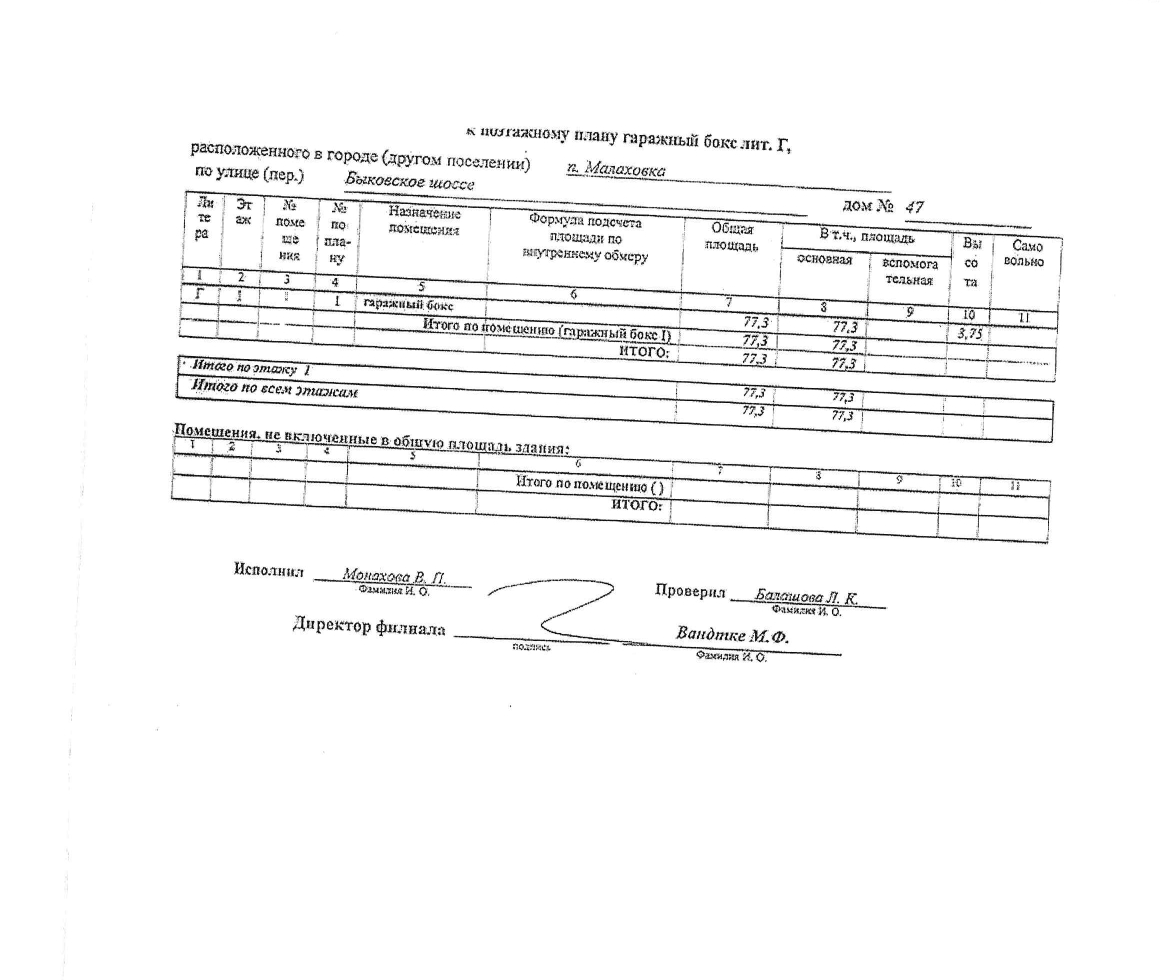 к поэтажному плану гаражный бокс лит. Г,
расположенного в городе (другом поселении) п. Малаховка
по улице (пер.) Быковское шоссе дом № 47
Ли Эт № № Назначение Формула подсчета Общая В т.ч., площадь Вы Само
те аж поме по помещения площади по площадь основная вспомога со вольно
ра ще пла- внутреннему обмеру тельная та
ния ну
1 2 3 4 5 6 7 8 9 10 11
Г 1 1 1 гаражный бокс 77,3 77,3 3,75
Итого по помещению (гаражный бокс I) 77,3 77,3
ИТОГО: 77,3 77,3
Итого по этажу 1 77,3 77,3
Итого по всем этажам 77,3 77,3
Помещения, не включенные в общую площадь здания:
1 2 3 4 5 6 7 8 9 10 11
Итого по помещению ( )
ИТОГО:
Исполнил Монахова В. П. Проверил Балашова Л. К.
Фамилия И. О. Фамилия И. О.
Директор филиала Вандтке М.Ф.
подпись Фамилия И. О.